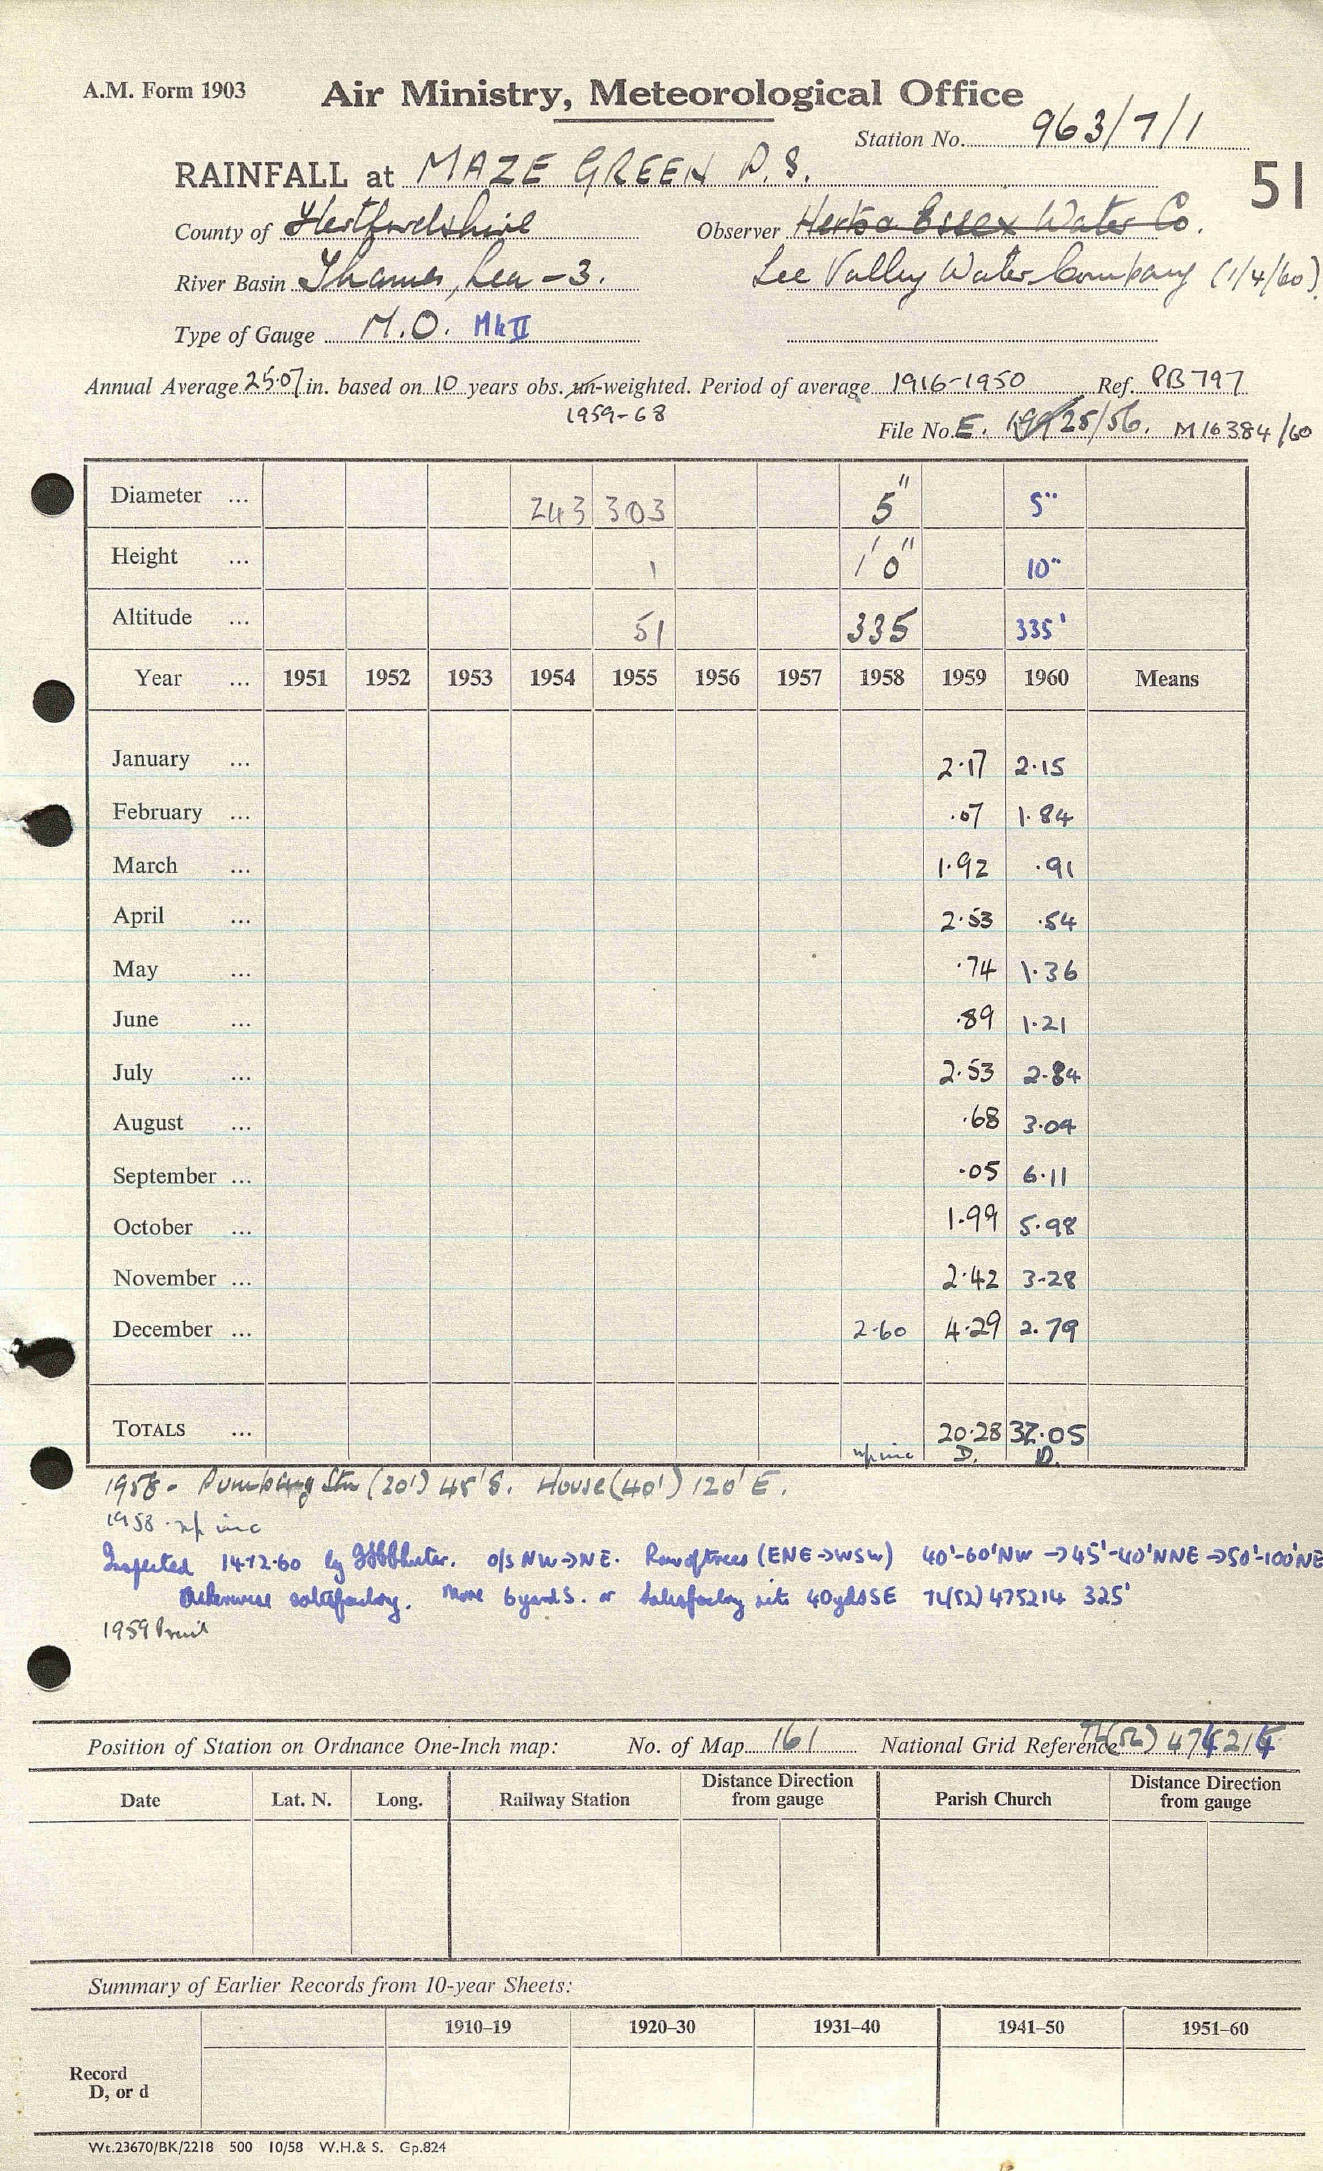 A.M. Form 1903 Air Ministry, Meteorological Office
Station No. 963/7/1
RAINFALL at MAZE GREEN P.S. 51
County of Hertfordshire Observer Herts & Essex Water Co.
River Basin Thames, Lea - 3. Lee Valley Water Company (1/4/60)
Type of Gauge M.O. Mk II
Annual Average 25.07 in. based on 10 years obs. un-weighted. Period of average 1916-1950 Ref. PB797
1959-68
File No. E. 25/56. M16384/60
Diameter ... 243 303 5" 5"
Height ... 1 1'0" 10"
Altitude ... 51 335 335'
Year ... 1951 1952 1953 1954 1955 1956 1957 1958 1959 1960 Means
January ... 2.17 2.15
February ... .07 1.84
March ... 1.92 .91
April ... 2.53 .54
May ... .74 1.36
June ... .89 1.21
July ... 2.53 2.84
August ... .68 3.04
September ... .05 6.11
October ... 1.99 5.98
November ... 2.42 3.28
December ... 2.60 4.29 2.79
TOTALS ... 20.28 32.05
np inc D. D.
1958 - Pumping Stn (20') 45'S. House (40') 120'E.
1958 np inc
Inspected 14.12.60 by o/s NW->NE. Row of trees (ENE->WSW) 40'-60'NW ->45'-40'NNE ->50'-100'NE
Otherwise satisfactory. Move 6 yards S. or Satisfactory site 40yds SE TL(52)475214 325'
1959
Position of Station on Ordnance One-Inch map: No. of Map 161 National Grid Reference TL(52)
Date Lat. N. Long. Railway Station Distance Direction from gauge Parish Church Distance Direction from gauge
Summary of Earlier Records from 10-year Sheets:
1910–19 1920–30 1931–40 1941–50 1951–60
Record
D, or d
Wt.23670/BK/2218 500 10/58 W.H.& S. Gp.824